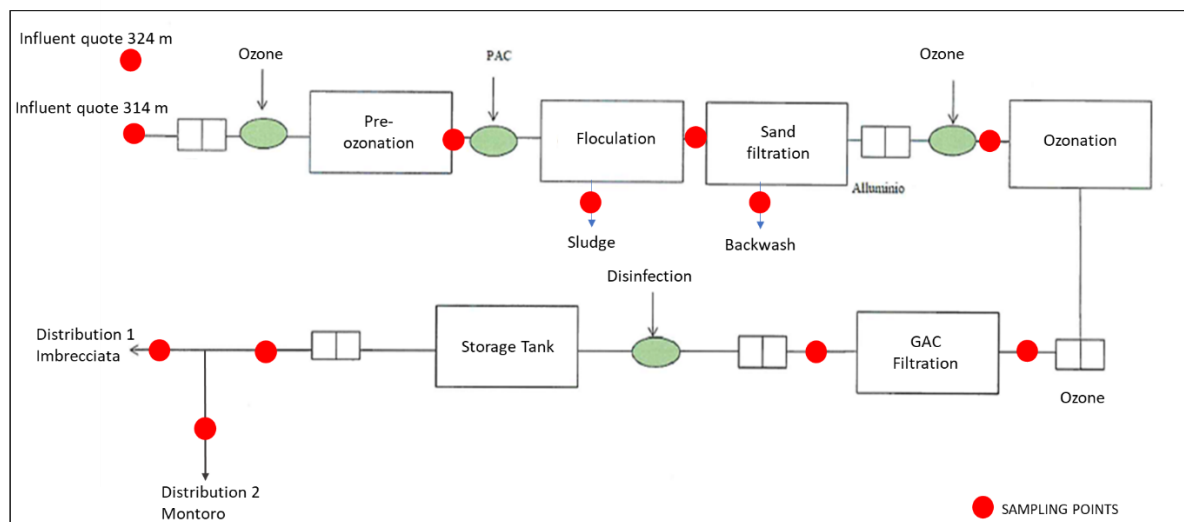 Influent quote 324 m
Influent quote 314 m
Ozone
PAC
Ozone
Pre-
ozonation
Floculation
Sand
filtration
Ozonation
Alluminio
Sludge
Backwash
Disinfection
Distribution 1
Imbrecciata
Storage Tank
GAC
Filtration
Ozone
Distribution 2
Montoro
SAMPLING POINTS